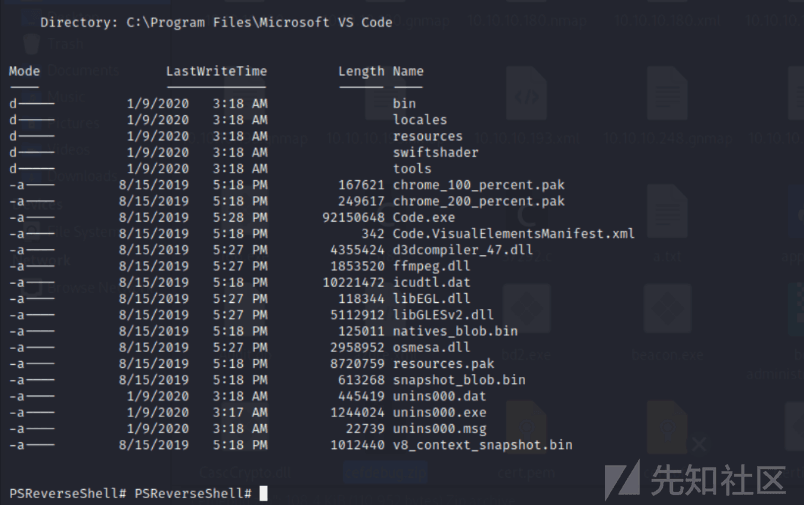 Directory: C:\Program Files\Microsoft VS Code
Mode LastWriteTime Length Name
d----- 1/9/2020 3:18 AM bin
d----- 1/9/2020 3:18 AM locales
d----- 1/9/2020 3:18 AM resources
d----- 1/9/2020 3:18 AM swiftshader
d----- 1/9/2020 3:18 AM tools
-a---- 8/15/2019 5:18 PM 167621 chrome_100_percent.pak
-a---- 8/15/2019 5:18 PM 249617 chrome_200_percent.pak
-a---- 8/15/2019 5:28 PM 92150648 Code.exe
-a---- 8/15/2019 5:18 PM 342 Code.VisualElementsManifest.xml
-a---- 8/15/2019 5:27 PM 4355424 d3dcompiler_47.dll
-a---- 8/15/2019 5:27 PM 1853520 ffmpeg.dll
-a---- 8/15/2019 5:18 PM 10221472 icudtl.dat
-a---- 8/15/2019 5:27 PM 118344 libEGL.dll
-a---- 8/15/2019 5:27 PM 5112912 libGLESv2.dll
-a---- 8/15/2019 5:18 PM 125011 natives_blob.bin
-a---- 8/15/2019 5:27 PM 2958952 osmesa.dll
-a---- 8/15/2019 5:18 PM 8720759 resources.pak
-a---- 8/15/2019 5:18 PM 613268 snapshot_blob.bin
-a---- 1/9/2020 3:18 AM 445419 unins000.dat
-a---- 1/9/2020 3:17 AM 1244024 unins000.exe
-a---- 1/9/2020 3:18 AM 22739 unins000.msg
-a---- 8/15/2019 5:18 PM 1012440 v8_context_snapshot.bin
PSReverseShell# PSReverseShell#
先知社区